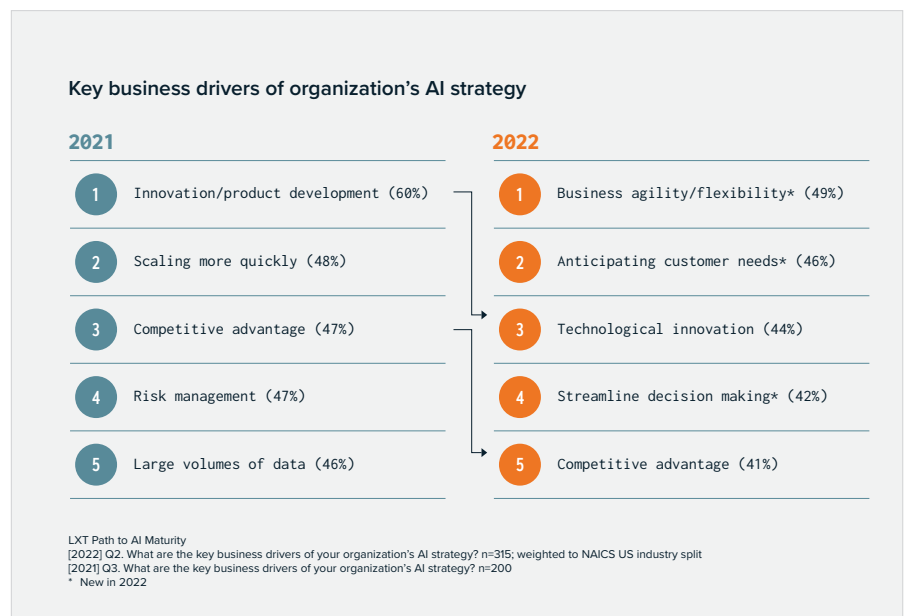 Key business drivers of organization’s AI strategy
2021
1 Innovation/product development (60%)
2 Scaling more quickly (48%)
3 Competitive advantage (47%)
4 Risk management (47%)
5 Large volumes of data (46%)
2022
1 Business agility/flexibility* (49%)
2 Anticipating customer needs* (46%)
3 Technological innovation (44%)
4 Streamline decision making* (42%)
5 Competitive advantage (41%)
LXT Path to AI Maturity
[2022] Q2. What are the key business drivers of your organization’s AI strategy? n=315; weighted to NAICS US industry split
[2021] Q3. What are the key business drivers of your organization’s AI strategy? n=200
* New in 2022